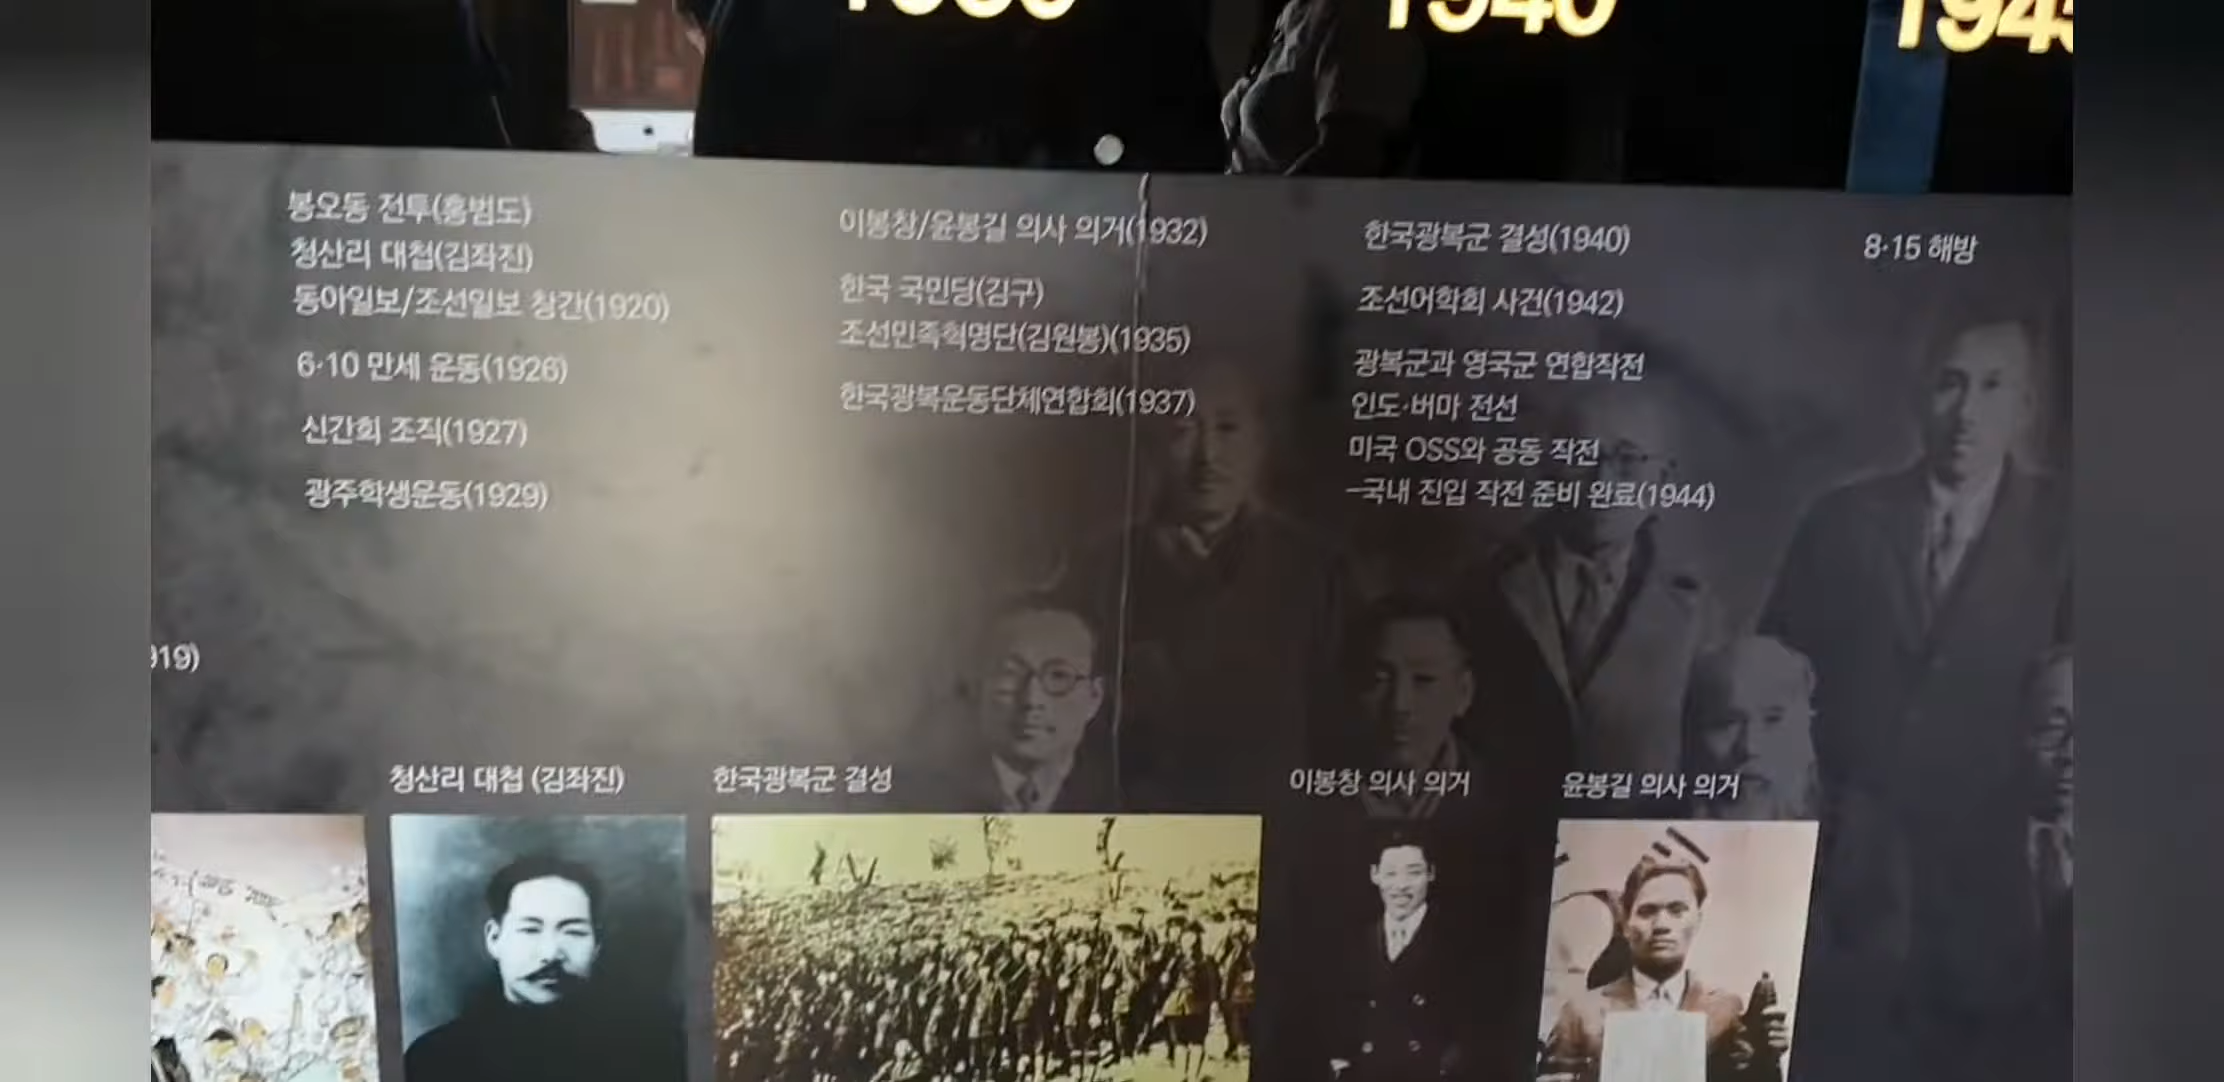 1940
봉오동 전투(홍범도)
청산리 대첩(김좌진)
동아일보/조선일보 창간(1920)
6·10 만세 운동(1926)
신간회 조직(1927)
광주학생운동(1929)
이봉창/윤봉길 의사 의거(1932)
한국 국민당(김구)
조선민족혁명단(김원봉)(1935)
한국광복운동단체연합회(1937)
한국광복군 결성(1940)
조선어학회 사건(1942)
광복군과 영국군 연합작전
인도·버마 전선
미국 OSS와 공동 작전
–국내 진입 작전 준비 완료(1944)
8·15 해방
919)
청산리 대첩 (김좌진)
한국광복군 결성
이봉창 의사 의거
윤봉길 의사 의거